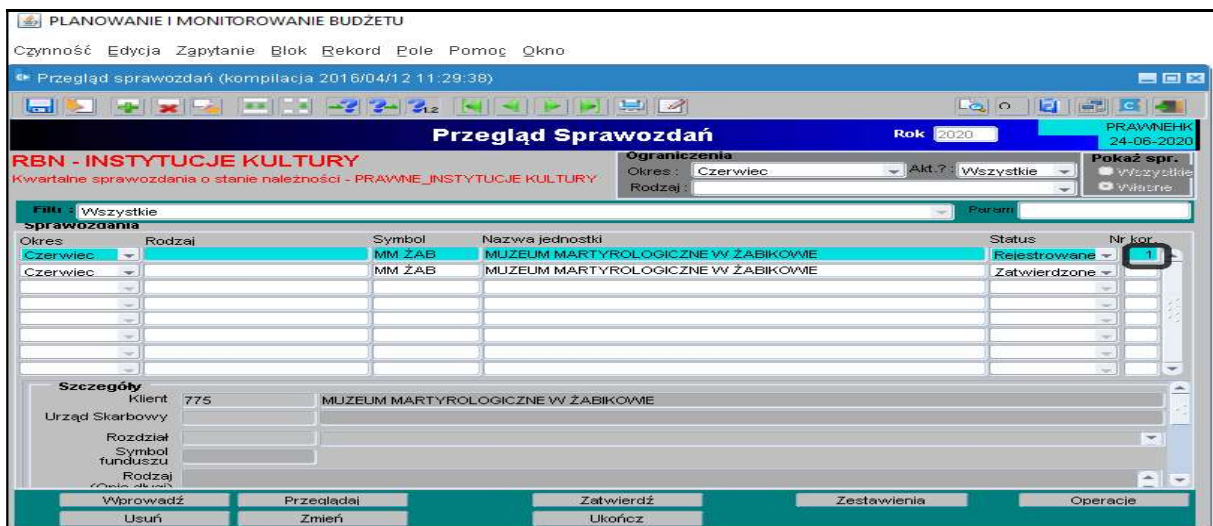 PLANOWANIE I MONITOROWANIE BUDŻETU
Czynność Edycja Zapytanie Blok Rekord Pole Pomoc Okno
Przegląd sprawozdań (kompilacja 2016/04/12 11:29:38)
Przegląd Sprawozdań Rok 2020 PRAWNEHK
24-06-2020
RBN - INSTYTUCJE KULTURY
Kwartalne sprawozdania o stanie należności - PRAWNE_INSTYTUCJE KULTURY
Ograniczenia
Okres : Czerwiec Akt.? : Wszystkie
Rodzaj :
Pokaż spr.
Wszystkie
Własne
Filtr : Wszystkie Param
Sprawozdania
Okres Rodzaj Symbol Nazwa jednostki Status Nr kor.
Czerwiec MM ŻAB MUZEUM MARTYROLOGICZNE W ŻABIKOWIE Rejestrowane 1
Czerwiec MM ŻAB MUZEUM MARTYROLOGICZNE W ŻABIKOWIE Zatwierdzone
Szczegóły
Klient 775 MUZEUM MARTYROLOGICZNE W ŻABIKOWIE
Urząd Skarbowy
Rozdział
Symbol
funduszu
Rodzaj
(Opis długi)
Wprowadź Przeglądaj Zatwierdź Zestawienia Operacje
Usuń Zmień Ukończ